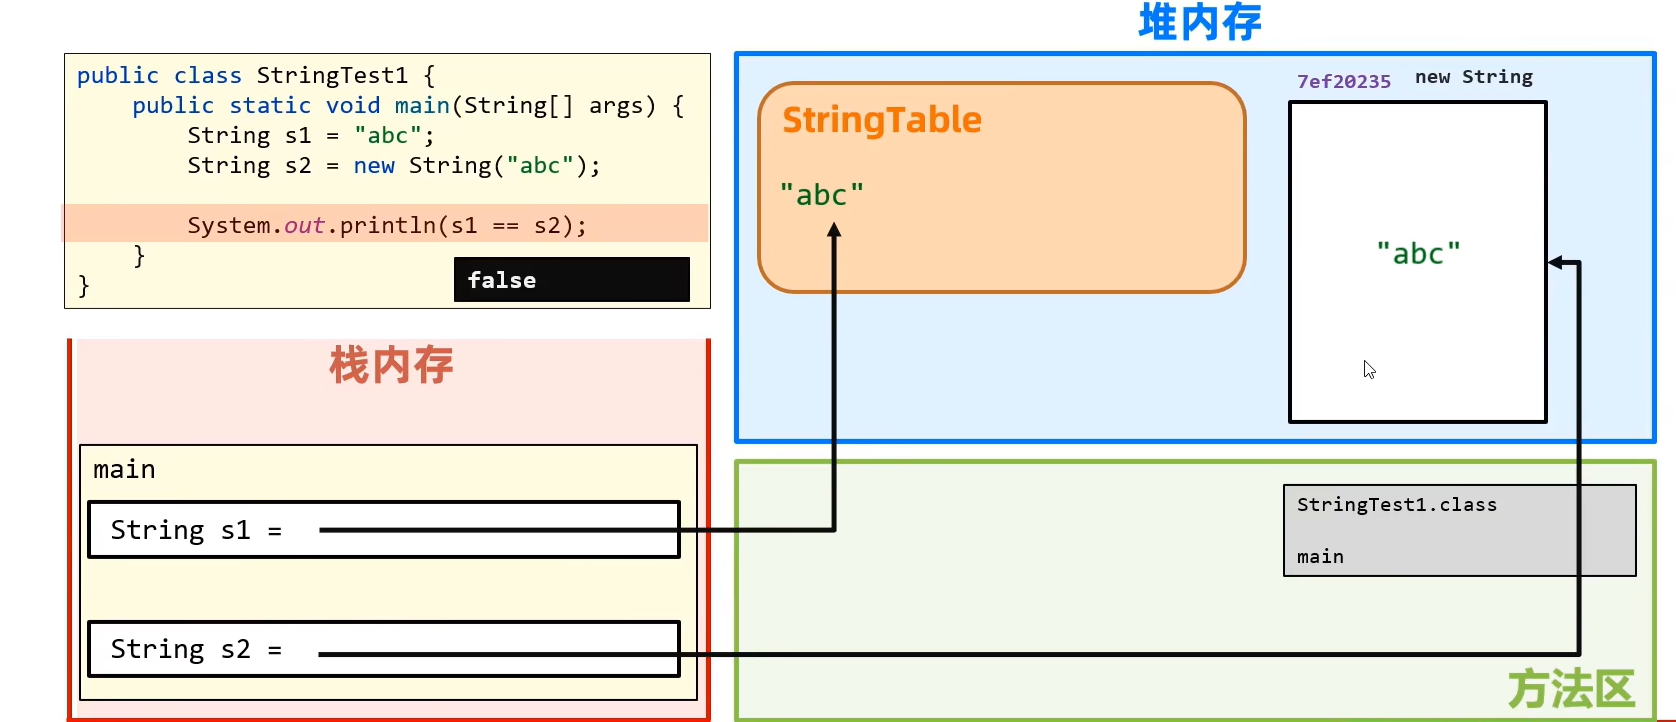 堆内存
public class StringTest1 {
    public static void main(String[] args) {
        String s1 = "abc";
        String s2 = new String("abc");
        System.out.println(s1 == s2);
    }
}
false
StringTable
"abc"
7ef20235
new String
"abc"
栈内存
main
String s1 =
String s2 =
StringTest1.class
main
方法区